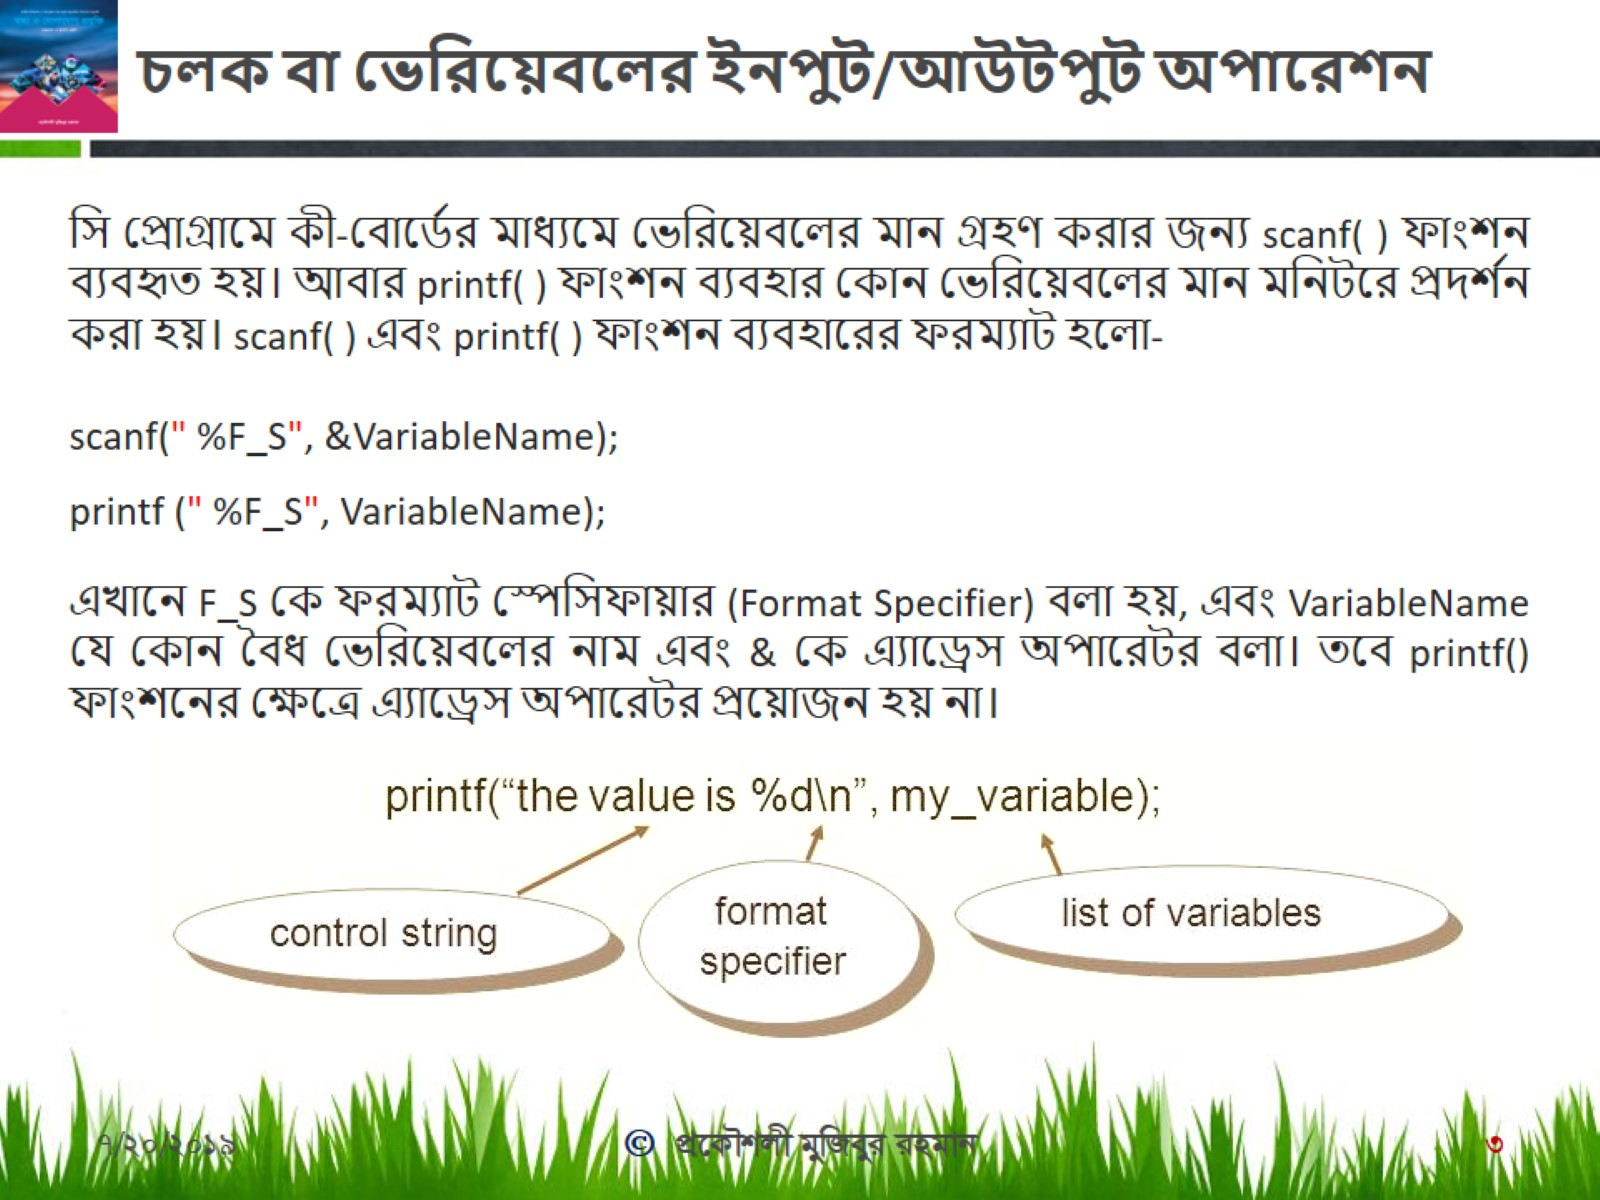 চলক বা ভেরিয়েবলের ইনপুট/আউটপুট অপারেশন
সি প্রোগ্রামে কী-বোর্ডের মাধ্যমে ভেরিয়েবলের মান গ্রহণ করার জন্য scanf( ) ফাংশন
ব্যবহৃত হয়। আবার printf( ) ফাংশন ব্যবহার কোন ভেরিয়েবলের মান মনিটরে প্রদর্শন
করা হয়। scanf( ) এবং printf( ) ফাংশন ব্যবহারের ফরম্যাট হলো-
scanf(" %F_S", &VariableName);
printf (" %F_S", VariableName);
এখানে F_S কে ফরম্যাট স্পেসিফায়ার (Format Specifier) বলা হয়, এবং VariableName
যে কোন বৈধ ভেরিয়েবলের নাম এবং & কে এ্যাড্রেস অপারেটর বলা। তবে printf()
ফাংশনের ক্ষেত্রে এ্যাড্রেস অপারেটর প্রয়োজন হয় না।
printf(“the value is %d\n”, my_variable);
control string
format
specifier
list of variables
৭/২০/২০১৯
© প্রকৌশলী মুজিবুর রহমান
৩